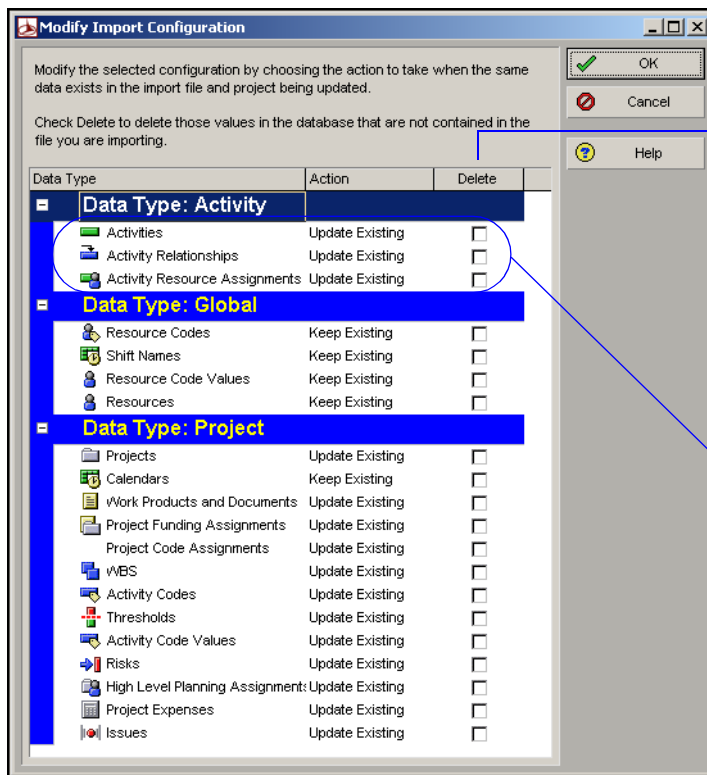 Modify Import Configuration
Modify the selected configuration by choosing the action to take when the same
data exists in the import file and project being updated.
Check Delete to delete those values in the database that are not contained in the
file you are importing.
OK
Cancel
Help
Data Type Action Delete
Data Type: Activity
Activities Update Existing
Activity Relationships Update Existing
Activity Resource Assignments Update Existing
Data Type: Global
Resource Codes Keep Existing
Shift Names Keep Existing
Resource Code Values Keep Existing
Resources Keep Existing
Data Type: Project
Projects Update Existing
Calendars Keep Existing
Work Products and Documents Update Existing
Project Funding Assignments Update Existing
Project Code Assignments Update Existing
WBS Update Existing
Activity Codes Update Existing
Thresholds Update Existing
Activity Code Values Update Existing
Risks Update Existing
High Level Planning Assignment: Update Existing
Project Expenses Update Existing
Issues Update Existing